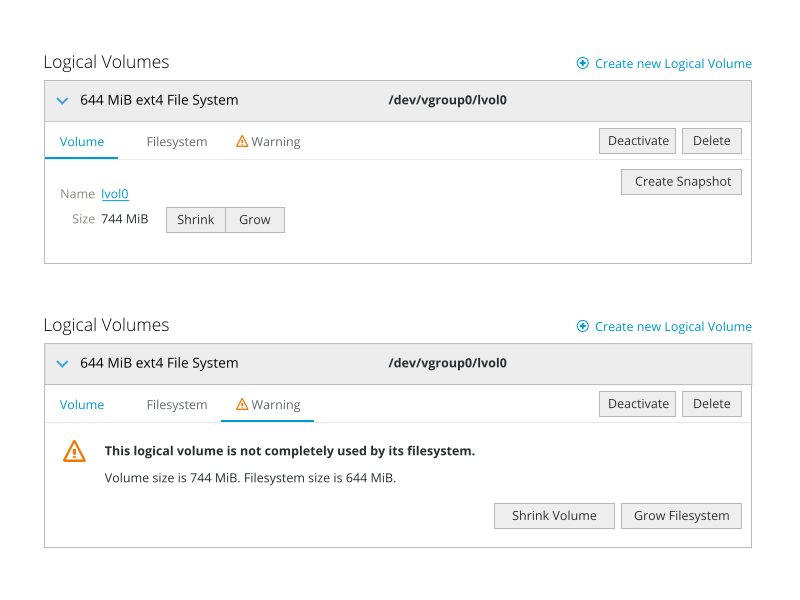 Logical Volumes
Create new Logical Volume
644 MiB ext4 File System
/dev/vgroup0/lvol0
Volume
Filesystem
Warning
Deactivate
Delete
Create Snapshot
Name lvol0
Size 744 MiB
Shrink
Grow
Logical Volumes
Create new Logical Volume
644 MiB ext4 File System
/dev/vgroup0/lvol0
Volume
Filesystem
Warning
Deactivate
Delete
This logical volume is not completely used by its filesystem.
Volume size is 744 MiB. Filesystem size is 644 MiB.
Shrink Volume
Grow Filesystem